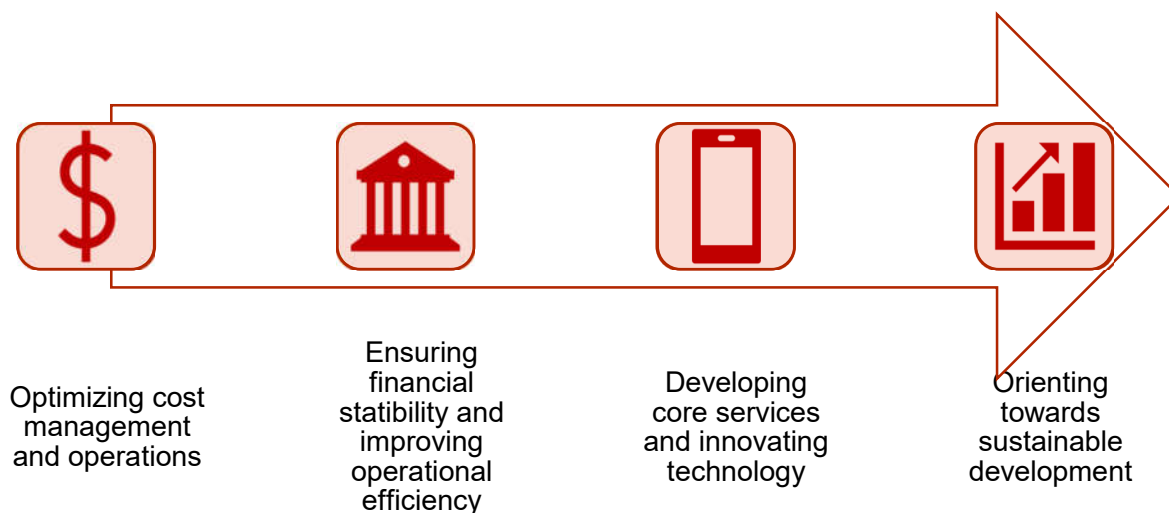 Optimizing cost
management
and operations
Ensuring
financial
statibility and
improving
operational
efficiency
Developing
core services
and innovating
technology
Orienting
towards
sustainable
development